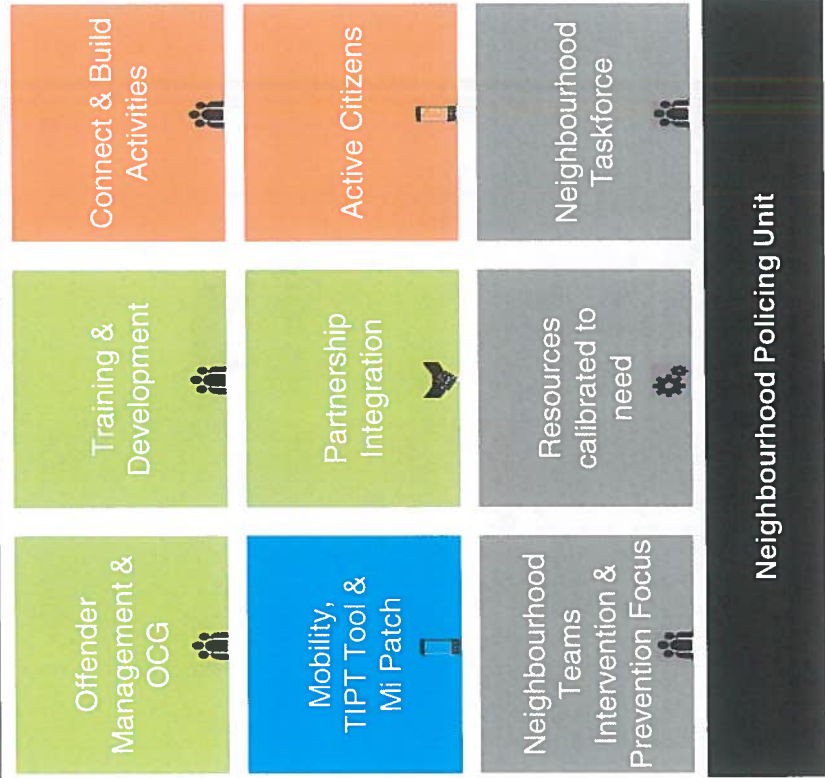 Offender
Management &
OCG
Training &
Development
Connect & Build
Activities
Mobility,
TIPT Tool &
Mi Patch
Partnership
Integration
Active Citizens
Neighbourhood
Teams
Intervention &
Prevention Focus
Resources
calibrated to
need
Neighbourhood
Taskforce
Neighbourhood Policing Unit